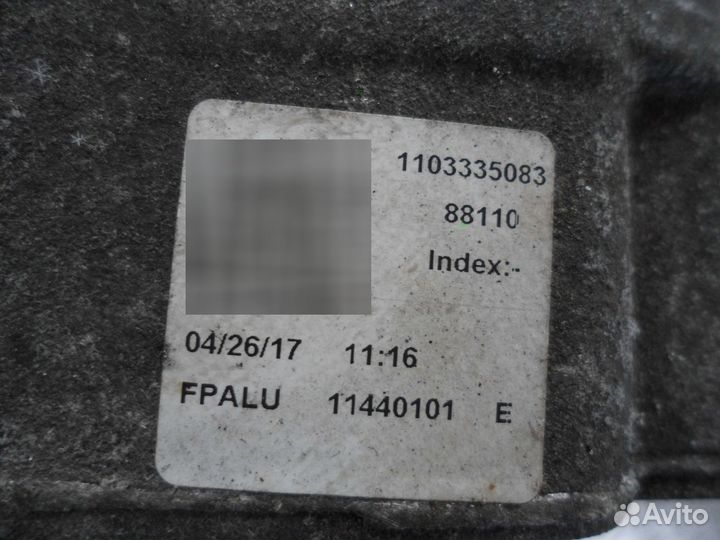 1103335083
88110
Index:-
04/26/17 11:16
FPALU 11440101 E
Avito